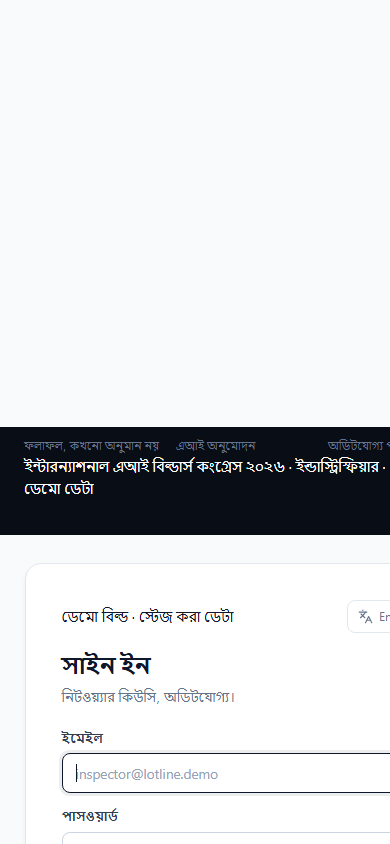 ফলাফল, কখনো অনুমান নয় এআই অনুমোদন অডিটযোগ্য
ইন্টারন্যাশনাল এআই বিল্ডার্স কংগ্রেস ২০২৬ · ইন্ডাস্ট্রিস্ফিয়ার ·
ডেমো ডেটা
ডেমো বিল্ড · স্টেজ করা ডেটা
En
সাইন ইন
নিটওয়্যার কিউসি, অডিটযোগ্য।
ইমেইল
inspector@lotline.demo
পাসওয়ার্ড